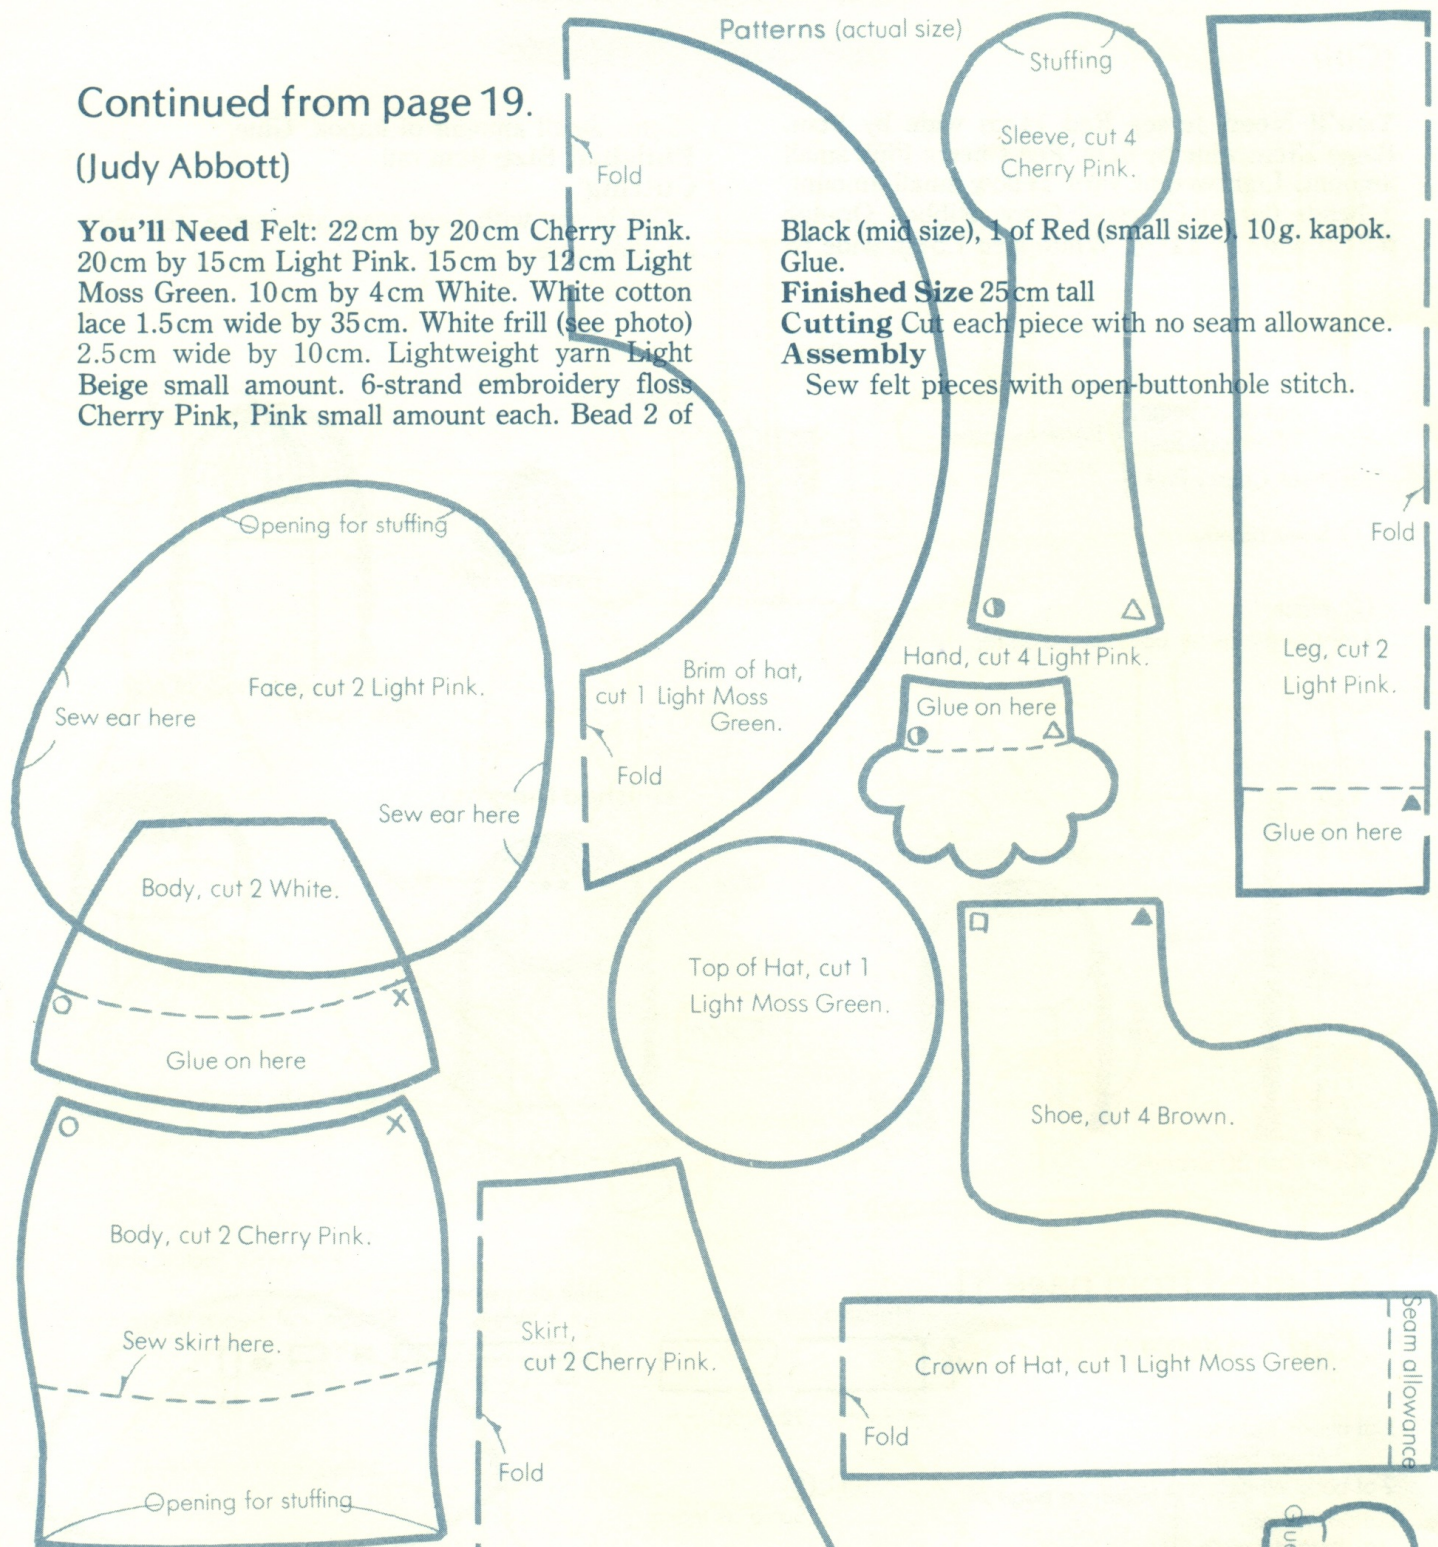 Patterns (actual size)
Continued from page 19.
(Judy Abbott)
You'll Need Felt: 22cm by 20cm Cherry Pink.
20cm by 15cm Light Pink. 15cm by 12cm Light
Moss Green. 10cm by 4cm White. White cotton
lace 1.5cm wide by 35cm. White frill (see photo)
2.5cm wide by 10cm. Lightweight yarn Light
Beige small amount. 6-strand embroidery floss
Cherry Pink, Pink small amount each. Bead 2 of
Black (mid size), 1 of Red (small size). 10g. kapok.
Glue.
Finished Size 25cm tall
Cutting Cut each piece with no seam allowance.
Assembly
Sew felt pieces with open-buttonhole stitch.
Fold
Stuffing
Sleeve, cut 4
Cherry Pink.
Fold
Opening for stuffing
Face, cut 2 Light Pink.
Sew ear here
Sew ear here
Brim of hat,
cut 1 Light Moss
Green.
Fold
Hand, cut 4 Light Pink.
Glue on here
Leg, cut 2
Light Pink.
Glue on here
Body, cut 2 White.
Glue on here
Top of Hat, cut 1
Light Moss Green.
Shoe, cut 4 Brown.
Body, cut 2 Cherry Pink.
Sew skirt here.
Opening for stuffing
Skirt,
cut 2 Cherry Pink.
Fold
Crown of Hat, cut 1 Light Moss Green.
Seam allowance
Fold